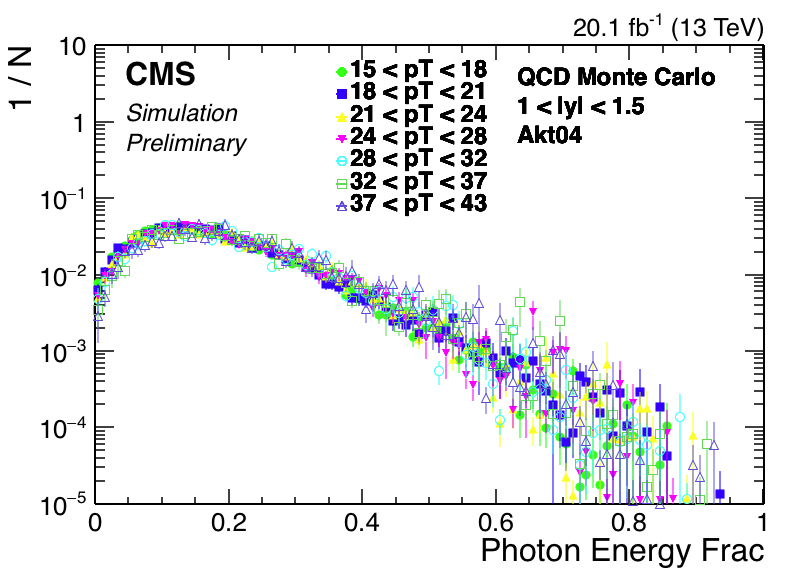 20.1 fb⁻¹ (13 TeV)
1 / N
CMS
Simulation
Preliminary
15 < pT < 18
18 < pT < 21
21 < pT < 24
24 < pT < 28
28 < pT < 32
32 < pT < 37
37 < pT < 43
QCD Monte Carlo
1 < |y| < 1.5
Akt04
10
1
10⁻¹
10⁻²
10⁻³
10⁻⁴
10⁻⁵
0 0.2 0.4 0.6 0.8 1
Photon Energy Frac